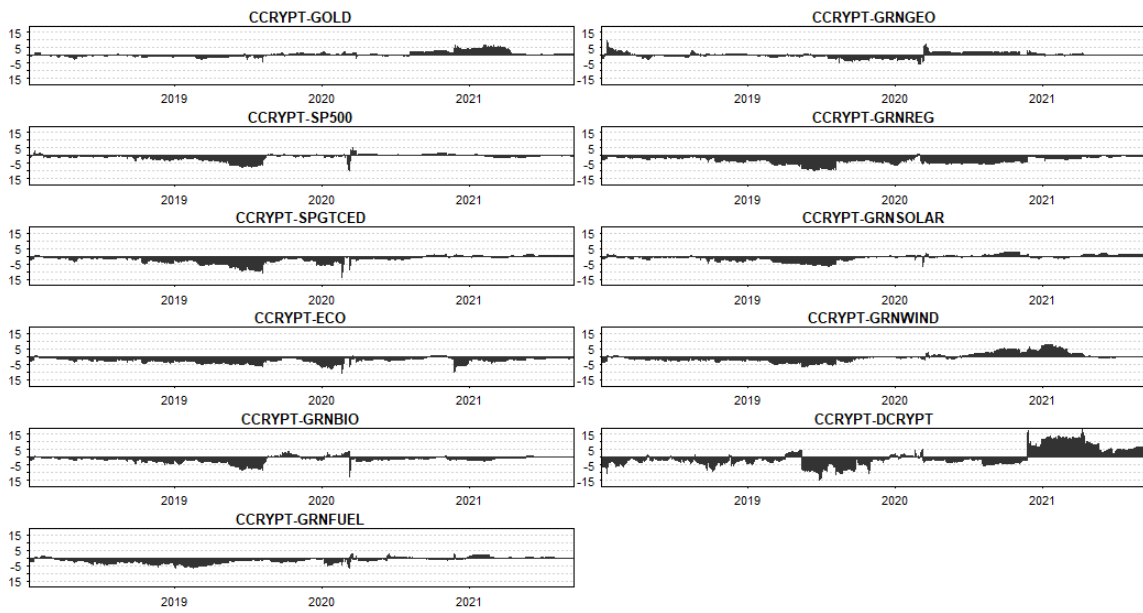 CCRYPT-GOLD
15
5
-5
15
2019 2020 2021
CCRYPT-GRNGEO
15
5
-5
-15
2019 2020 2021
CCRYPT-SP500
15
5
-5
15
2019 2020 2021
CCRYPT-GRNREG
15
5
-5
-15
2019 2020 2021
CCRYPT-SPGTCED
15
5
-5
15
2019 2020 2021
CCRYPT-GRNSOLAR
15
5
-5
-15
2019 2020 2021
CCRYPT-ECO
15
5
-5
15
2019 2020 2021
CCRYPT-GRNWIND
15
5
-5
-15
2019 2020 2021
CCRYPT-GRNBIO
15
5
-5
15
2019 2020 2021
CCRYPT-DCRYPT
15
5
-5
-15
2019 2020 2021
CCRYPT-GRNFUEL
15
5
-5
15
2019 2020 2021